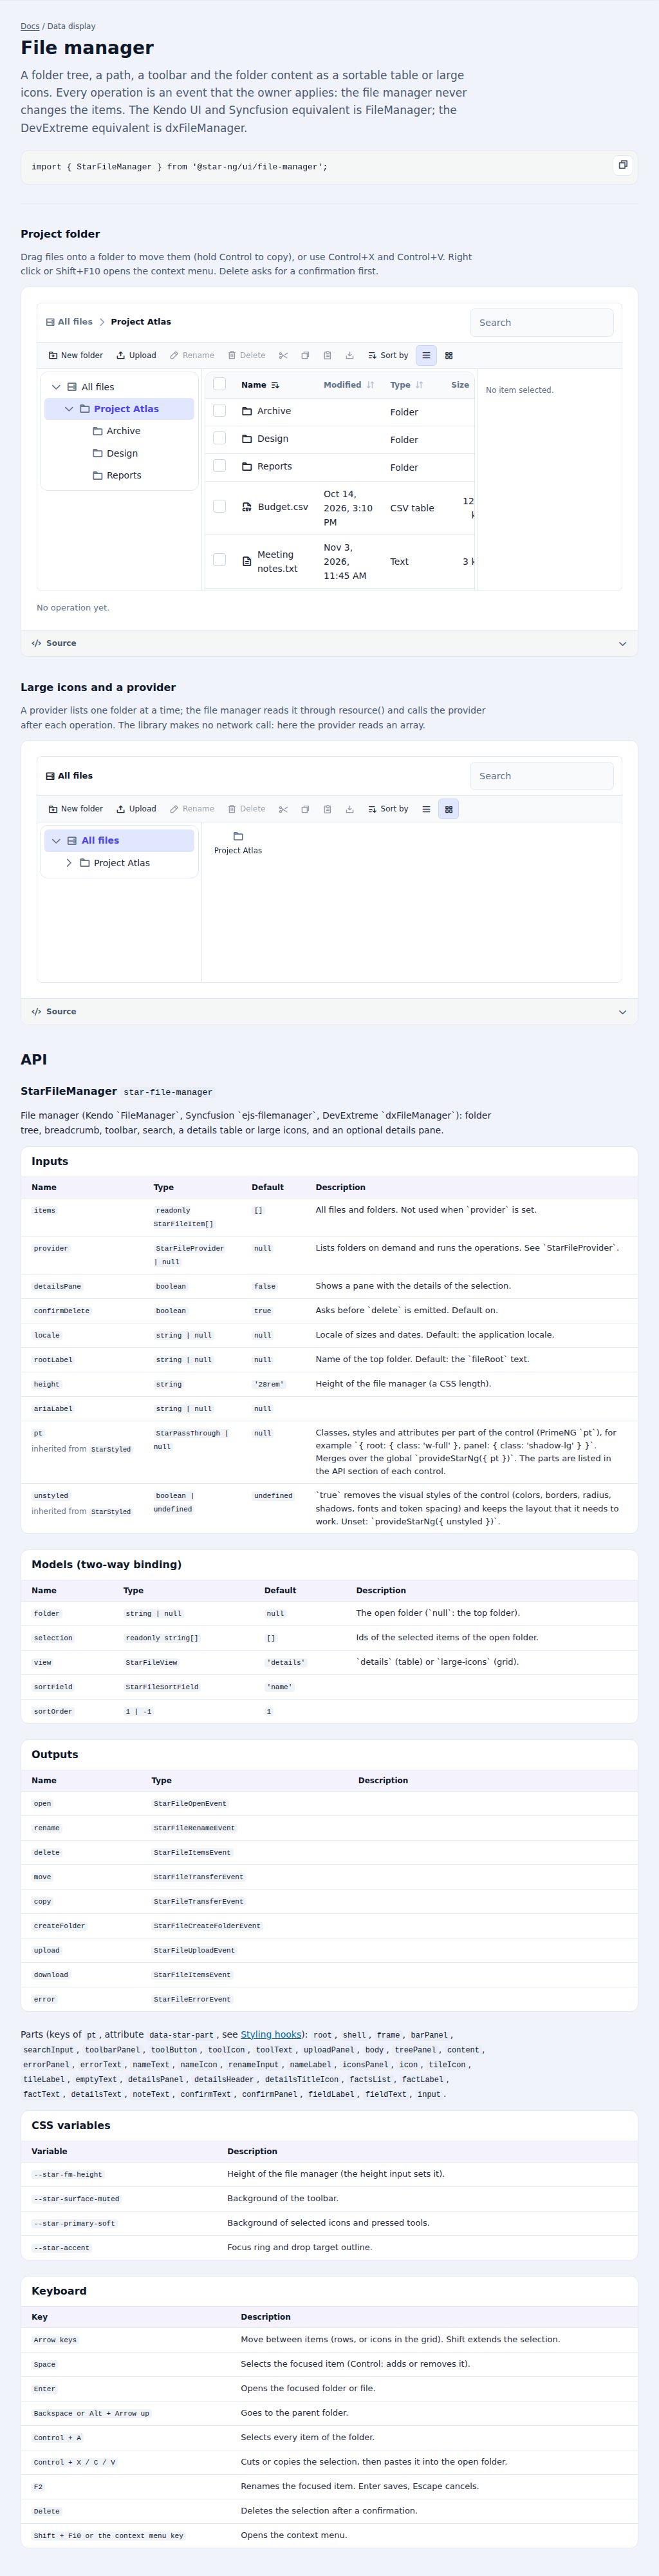 Docs / Data display
File manager
A folder tree, a path, a toolbar and the folder content as a sortable table or large
icons. Every operation is an event that the owner applies: the file manager never
changes the items. The Kendo UI and Syncfusion equivalent is FileManager; the
DevExtreme equivalent is dxFileManager.
import { StarFileManager } from '@star-ng/ui/file-manager';
Project folder
Drag files onto a folder to move them (hold Control to copy), or use Control+X and Control+V. Right
click or Shift+F10 opens the context menu. Delete asks for a confirmation first.
All files Project Atlas Search
New folder Upload Rename Delete Sort by
All files
Project Atlas
Archive
Design
Reports
Name Modified Type Size
Archive Folder
Design Folder
Reports Folder
Budget.csv Oct 14, 2026, 3:10 PM CSV table 12
Meeting notes.txt Nov 3, 2026, 11:45 AM Text 3
No item selected.
No operation yet.
Source
Large icons and a provider
A provider lists one folder at a time; the file manager reads it through resource() and calls the provider
after each operation. The library makes no network call: here the provider reads an array.
All files Search
New folder Upload Rename Delete Sort by
All files
Project Atlas
Project Atlas
Source
API
StarFileManager star-file-manager
File manager (Kendo `FileManager`, Syncfusion `ejs-filemanager`, DevExtreme `dxFileManager`): folder
tree, breadcrumb, toolbar, search, a details table or large icons, and an optional details pane.
Inputs
Name Type Default Description
items readonly StarFileItem[] [] All files and folders. Not used when `provider` is set.
provider StarFileProvider | null null Lists folders on demand and runs the operations. See `StarFileProvider`.
detailsPane boolean false Shows a pane with the details of the selection.
confirmDelete boolean true Asks before `delete` is emitted. Default on.
locale string | null null Locale of sizes and dates. Default: the application locale.
rootLabel string | null null Name of the top folder. Default: the `fileRoot` text.
height string '28rem' Height of the file manager (a CSS length).
ariaLabel string | null null
pt inherited from StarStyled StarPassThrough | null null Classes, styles and attributes per part of the control (PrimeNG `pt`), for
example `{ root: { class: 'w-full' }, panel: { class: 'shadow-lg' } }`.
Merges over the global `provideStarNg({ pt })`. The parts are listed in
the API section of each control.
unstyled inherited from StarStyled boolean | undefined undefined `true` removes the visual styles of the control (colors, borders, radius,
shadows, fonts and token spacing) and keeps the layout that it needs to
work. Unset: `provideStarNg({ unstyled })`.
Models (two-way binding)
Name Type Default Description
folder string | null null The open folder (`null`: the top folder).
selection readonly string[] [] Ids of the selected items of the open folder.
view StarFileView 'details' `details` (table) or `large-icons` (grid).
sortField StarFileSortField 'name'
sortOrder 1 | -1 1
Outputs
Name Type Description
open StarFileOpenEvent
rename StarFileRenameEvent
delete StarFileItemsEvent
move StarFileTransferEvent
copy StarFileTransferEvent
createFolder StarFileCreateFolderEvent
upload StarFileUploadEvent
download StarFileItemsEvent
error StarFileErrorEvent
Parts (keys of pt, attribute data-star-part, see Styling hooks): root, shell, frame, barPanel,
searchInput, toolbarPanel, toolButton, toolIcon, toolText, uploadPanel, body, treePanel, content,
errorPanel, errorText, nameText, nameIcon, renameInput, nameLabel, iconsPanel, icon, tileIcon,
tileLabel, emptyText, detailsPanel, detailsHeader, detailsTitleIcon, factsList, factLabel,
factText, detailsText, noteText, confirmText, confirmPanel, fieldLabel, fieldText, input.
CSS variables
Variable Description
--star-fm-height Height of the file manager (the height input sets it).
--star-surface-muted Background of the toolbar.
--star-primary-soft Background of selected icons and pressed tools.
--star-accent Focus ring and drop target outline.
Keyboard
Key Description
Arrow keys Move between items (rows, or icons in the grid). Shift extends the selection.
Space Selects the focused item (Control: adds or removes it).
Enter Opens the focused folder or file.
Backspace or Alt + Arrow up Goes to the parent folder.
Control + A Selects every item of the folder.
Control + X / C / V Cuts or copies the selection, then pastes it into the open folder.
F2 Renames the focused item. Enter saves, Escape cancels.
Delete Deletes the selection after a confirmation.
Shift + F10 or the context menu key Opens the context menu.